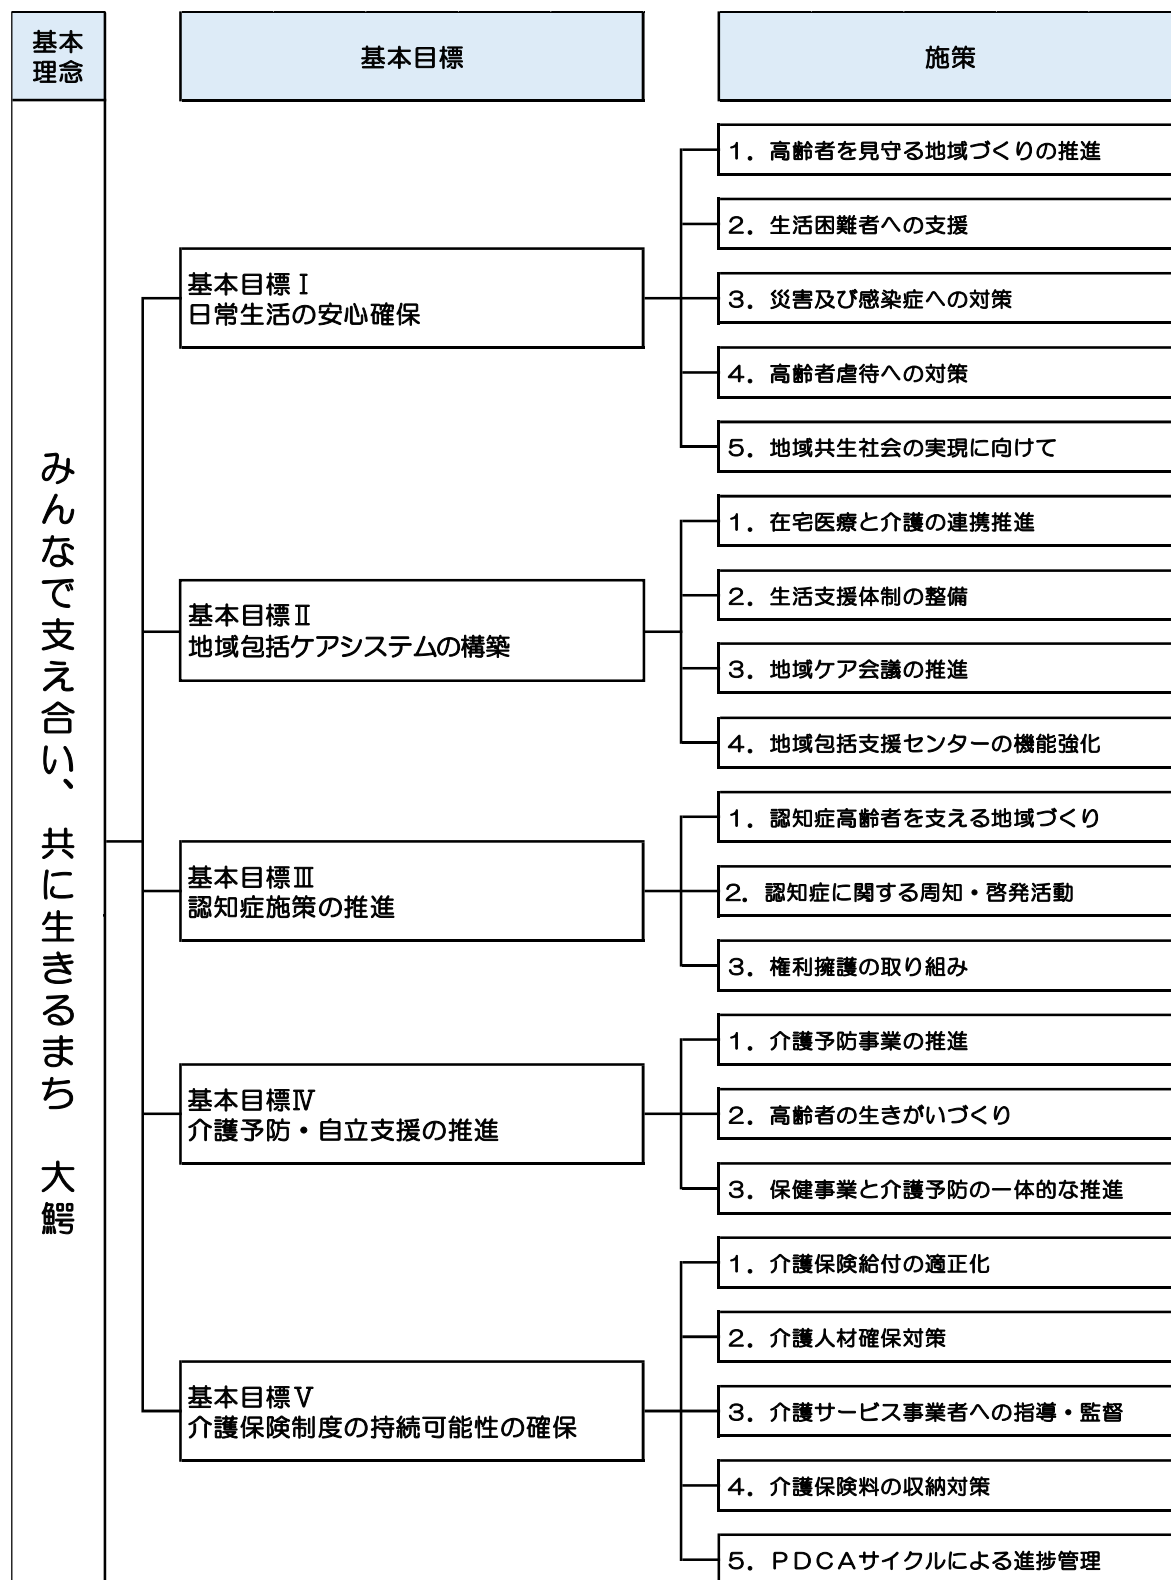 基本
理念
基本目標
施策
みんなで支え合い、共に生きるまち　大鰐
基本目標Ⅰ
日常生活の安心確保
1．高齢者を見守る地域づくりの推進
2．生活困難者への支援
3．災害及び感染症への対策
4．高齢者虐待への対策
5．地域共生社会の実現に向けて
基本目標Ⅱ
地域包括ケアシステムの構築
1．在宅医療と介護の連携推進
2．生活支援体制の整備
3．地域ケア会議の推進
4．地域包括支援センターの機能強化
基本目標Ⅲ
認知症施策の推進
1．認知症高齢者を支える地域づくり
2．認知症に関する周知・啓発活動
3．権利擁護の取り組み
基本目標Ⅳ
介護予防・自立支援の推進
1．介護予防事業の推進
2．高齢者の生きがいづくり
3．保健事業と介護予防の一体的な推進
基本目標Ⅴ
介護保険制度の持続可能性の確保
1．介護保険給付の適正化
2．介護人材確保対策
3．介護サービス事業者への指導・監督
4．介護保険料の収納対策
5．ＰＤＣＡサイクルによる進捗管理